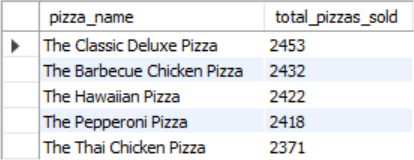 pizza_name total_pizzas_sold
The Classic Deluxe Pizza 2453
The Barbecue Chicken Pizza 2432
The Hawaiian Pizza 2422
The Pepperoni Pizza 2418
The Thai Chicken Pizza 2371